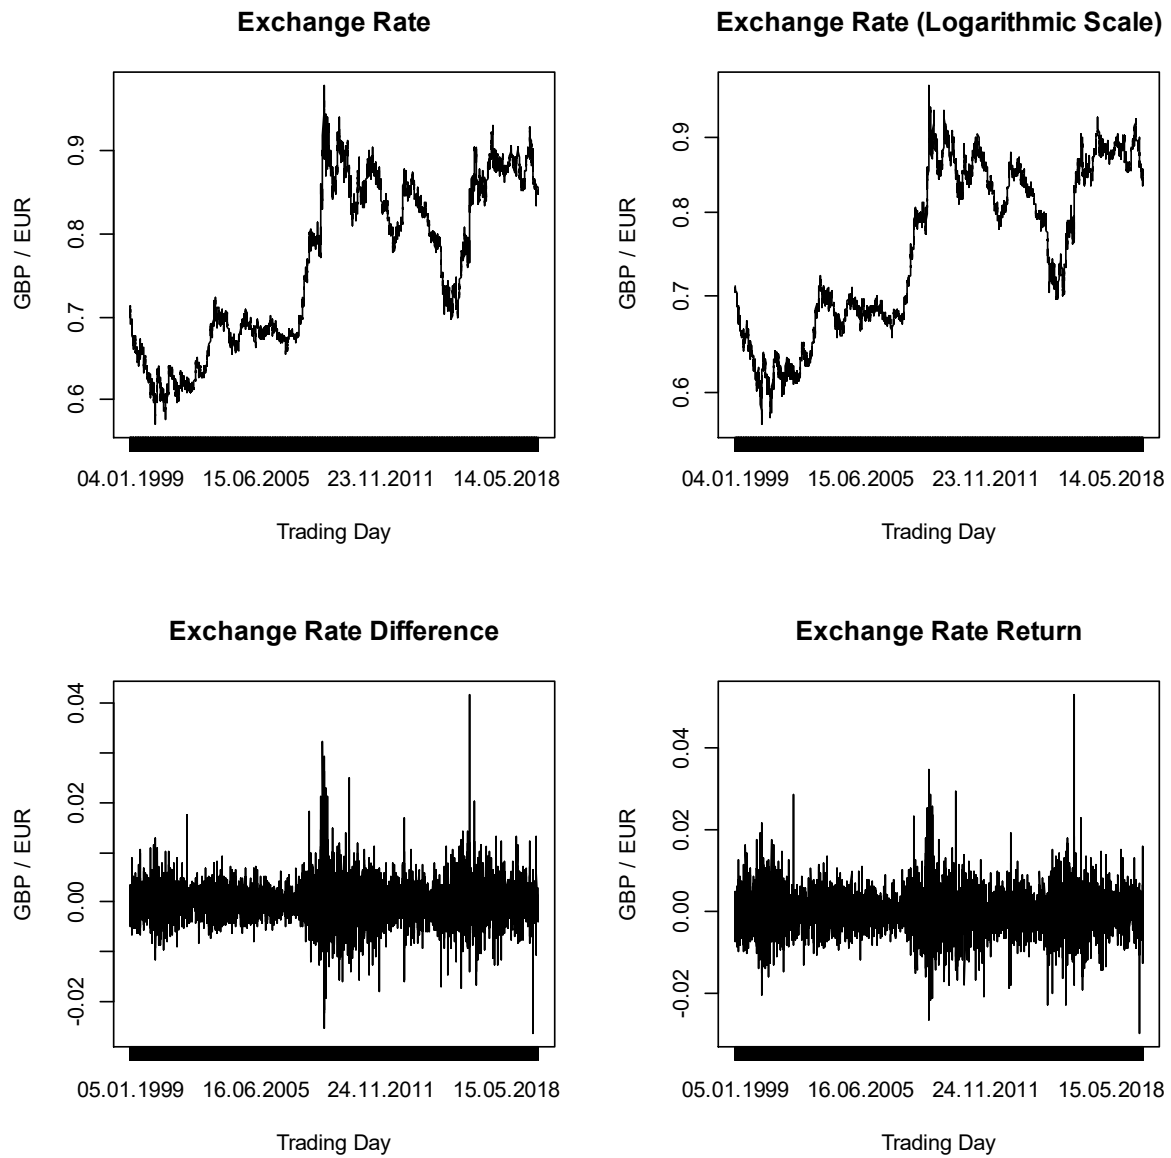 Exchange Rate
GBP / EUR
0.9
0.8
0.7
0.6
04.01.1999 15.06.2005 23.11.2011 14.05.2018
Trading Day
Exchange Rate (Logarithmic Scale)
GBP / EUR
0.9
0.8
0.7
0.6
04.01.1999 15.06.2005 23.11.2011 14.05.2018
Trading Day
Exchange Rate Difference
GBP / EUR
0.04
0.02
0.00
-0.02
05.01.1999 16.06.2005 24.11.2011 15.05.2018
Trading Day
Exchange Rate Return
GBP / EUR
0.04
0.02
0.00
-0.02
05.01.1999 16.06.2005 24.11.2011 15.05.2018
Trading Day